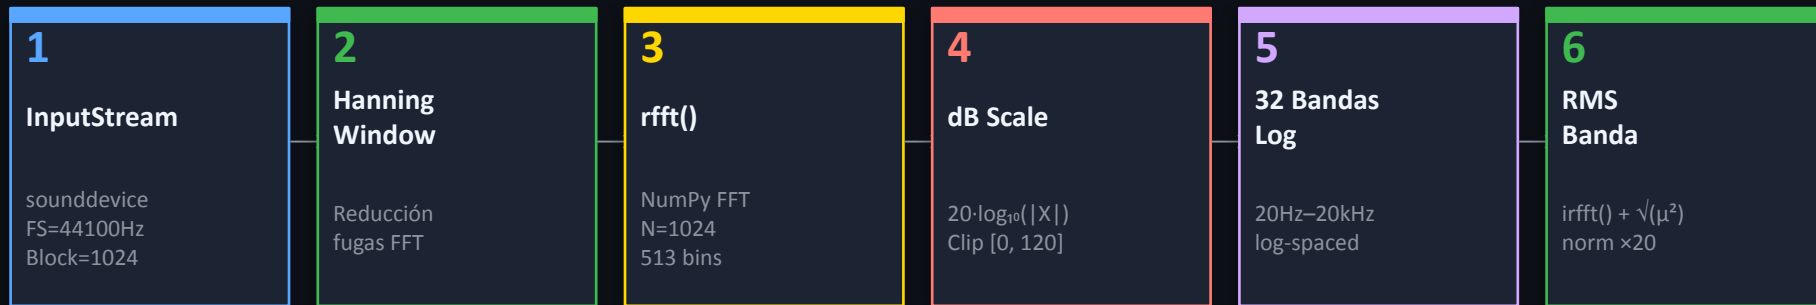 1
InputStream
sounddevice
FS=44100Hz
Block=1024
2
Hanning
Window
Reducción
fugas FFT
3
rfft()
NumPy FFT
N=1024
513 bins
4
dB Scale
20·log₁₀(|X|)
Clip [0, 120]
5
32 Bandas
Log
20Hz–20kHz
log-spaced
6
RMS
Banda
irfft() + √(μ²)
norm ×20